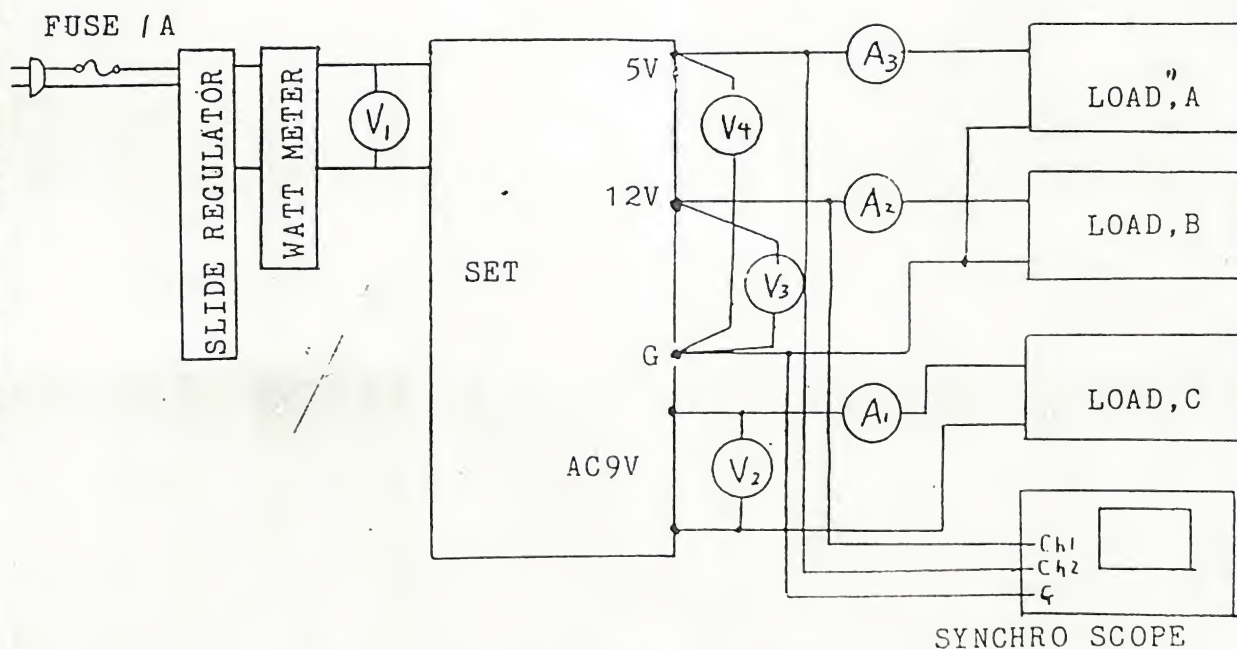 FUSE 1A
SLIDE REGULATOR
WATT METER
V1
SET
5V
12V
G
AC9V
V4
V3
V2
A3
A2
A1
LOAD, A
LOAD, B
LOAD, C
Ch1
Ch2
G
SYNCHRO SCOPE